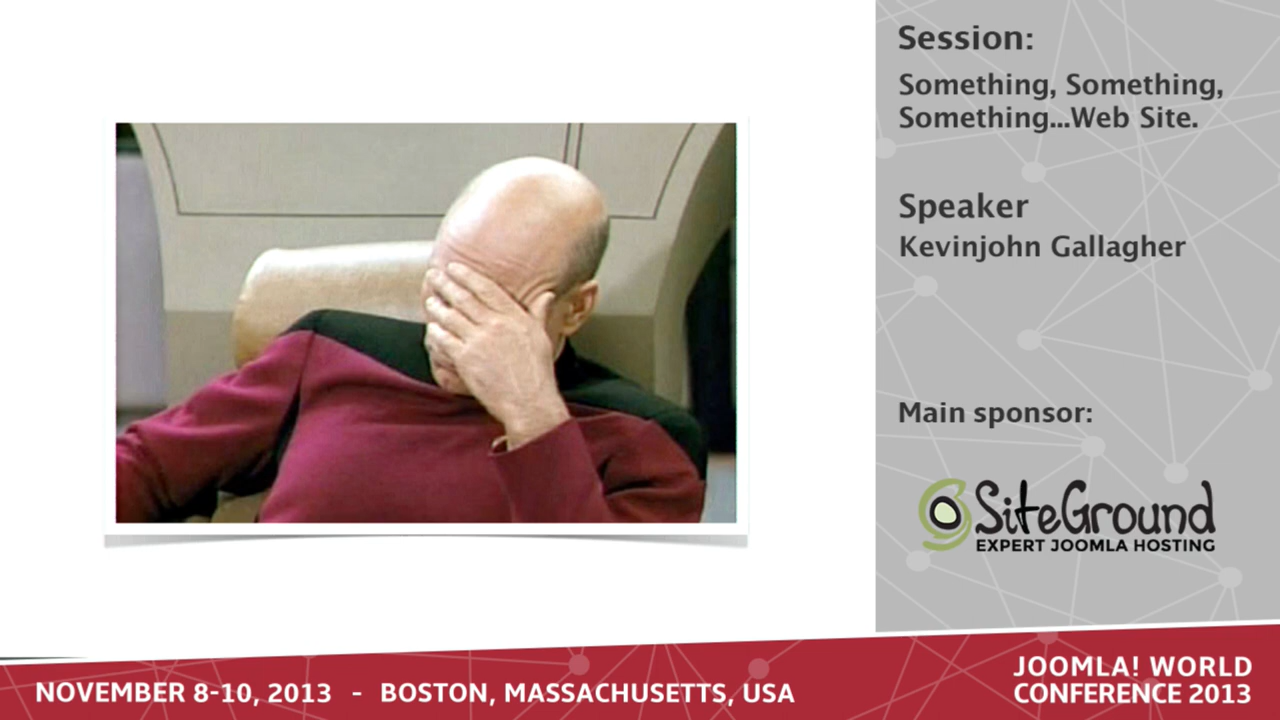 Session:
Something, Something,
Something...Web Site.
Speaker
Kevinjohn Gallagher
Main sponsor:
SiteGround
EXPERT JOOMLA HOSTING
NOVEMBER 8-10, 2013 - BOSTON, MASSACHUSETTS, USA
JOOMLA! WORLD
CONFERENCE 2013